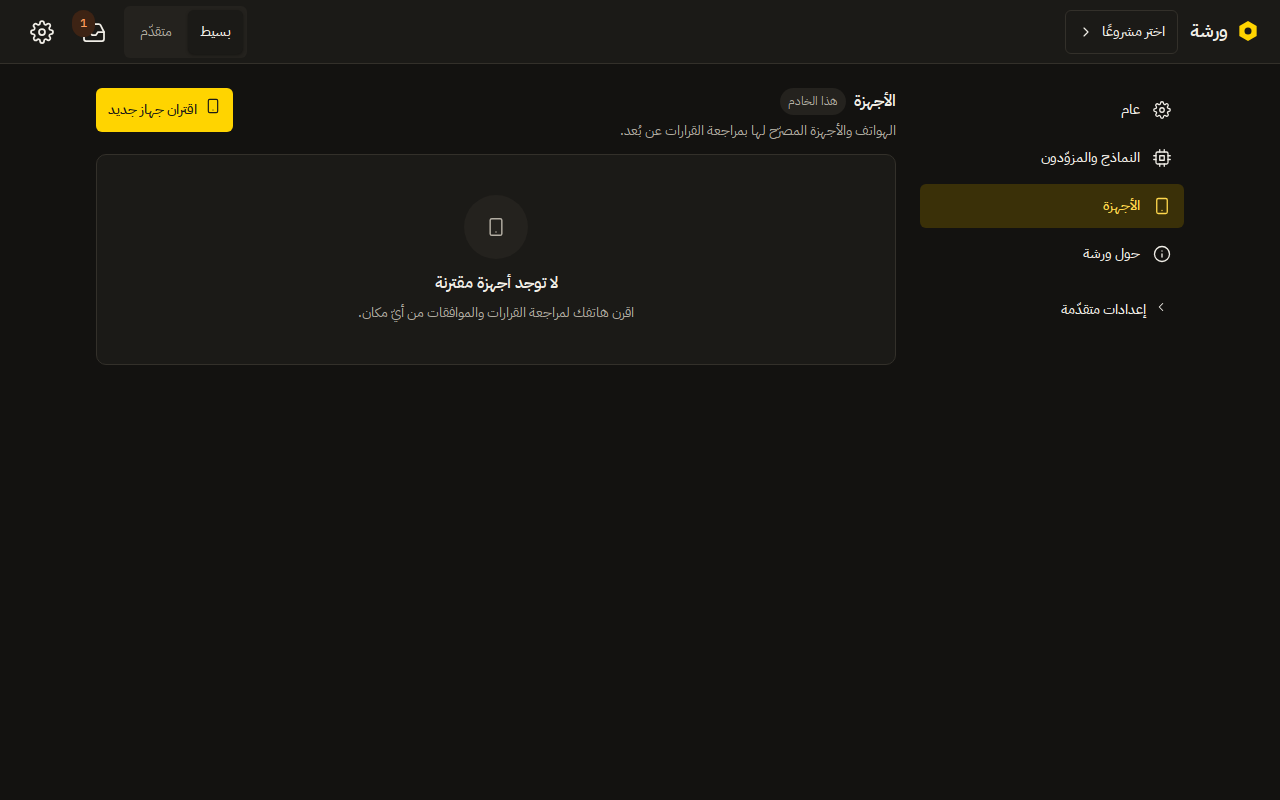 ورشة
اختر مشروعًا
بسيط
متقدّم
1
عام
النماذج والمزوّدون
الأجهزة
حول ورشة
إعدادات متقدّمة
الأجهزة
هذا الخادم
الهواتف والأجهزة المصرّح لها بمراجعة القرارات عن بُعد.
اقتران جهاز جديد
لا توجد أجهزة مقترنة
اقرن هاتفك لمراجعة القرارات والموافقات من أيّ مكان.